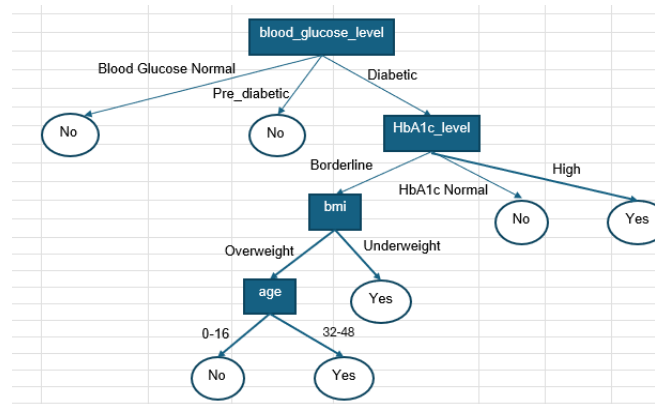 blood_glucose_level
Blood Glucose Normal
Pre_diabetic
Diabetic
No
No
HbA1c_level
Borderline
HbA1c Normal
High
bmi
No
Yes
Overweight
Underweight
age
Yes
0-16
32-48
No
Yes